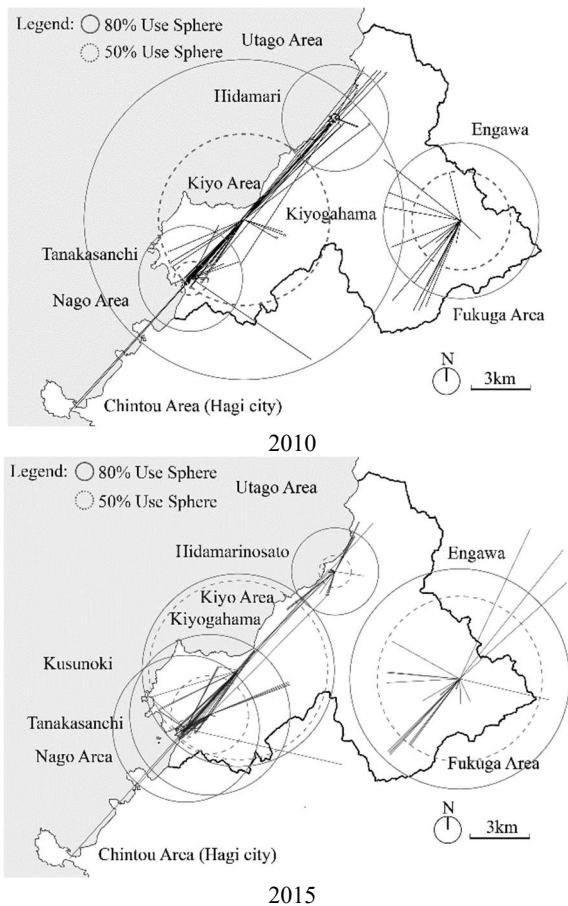 Legend: 80% Use Sphere
50% Use Sphere
Utago Area
Hidamari
Engawa
Kiyo Area
Kiyogahama
Tanakasanchi
Nago Area
Fukuga Area
N
3km
Chintou Area (Hagi city)
2010
Legend: 80% Use Sphere
50% Use Sphere
Utago Area
Hidamarinosato
Engawa
Kiyo Area
Kiyogahama
Kusunoki
Tanakasanchi
Nago Area
Fukuga Area
N
3km
Chintou Area (Hagi city)
2015